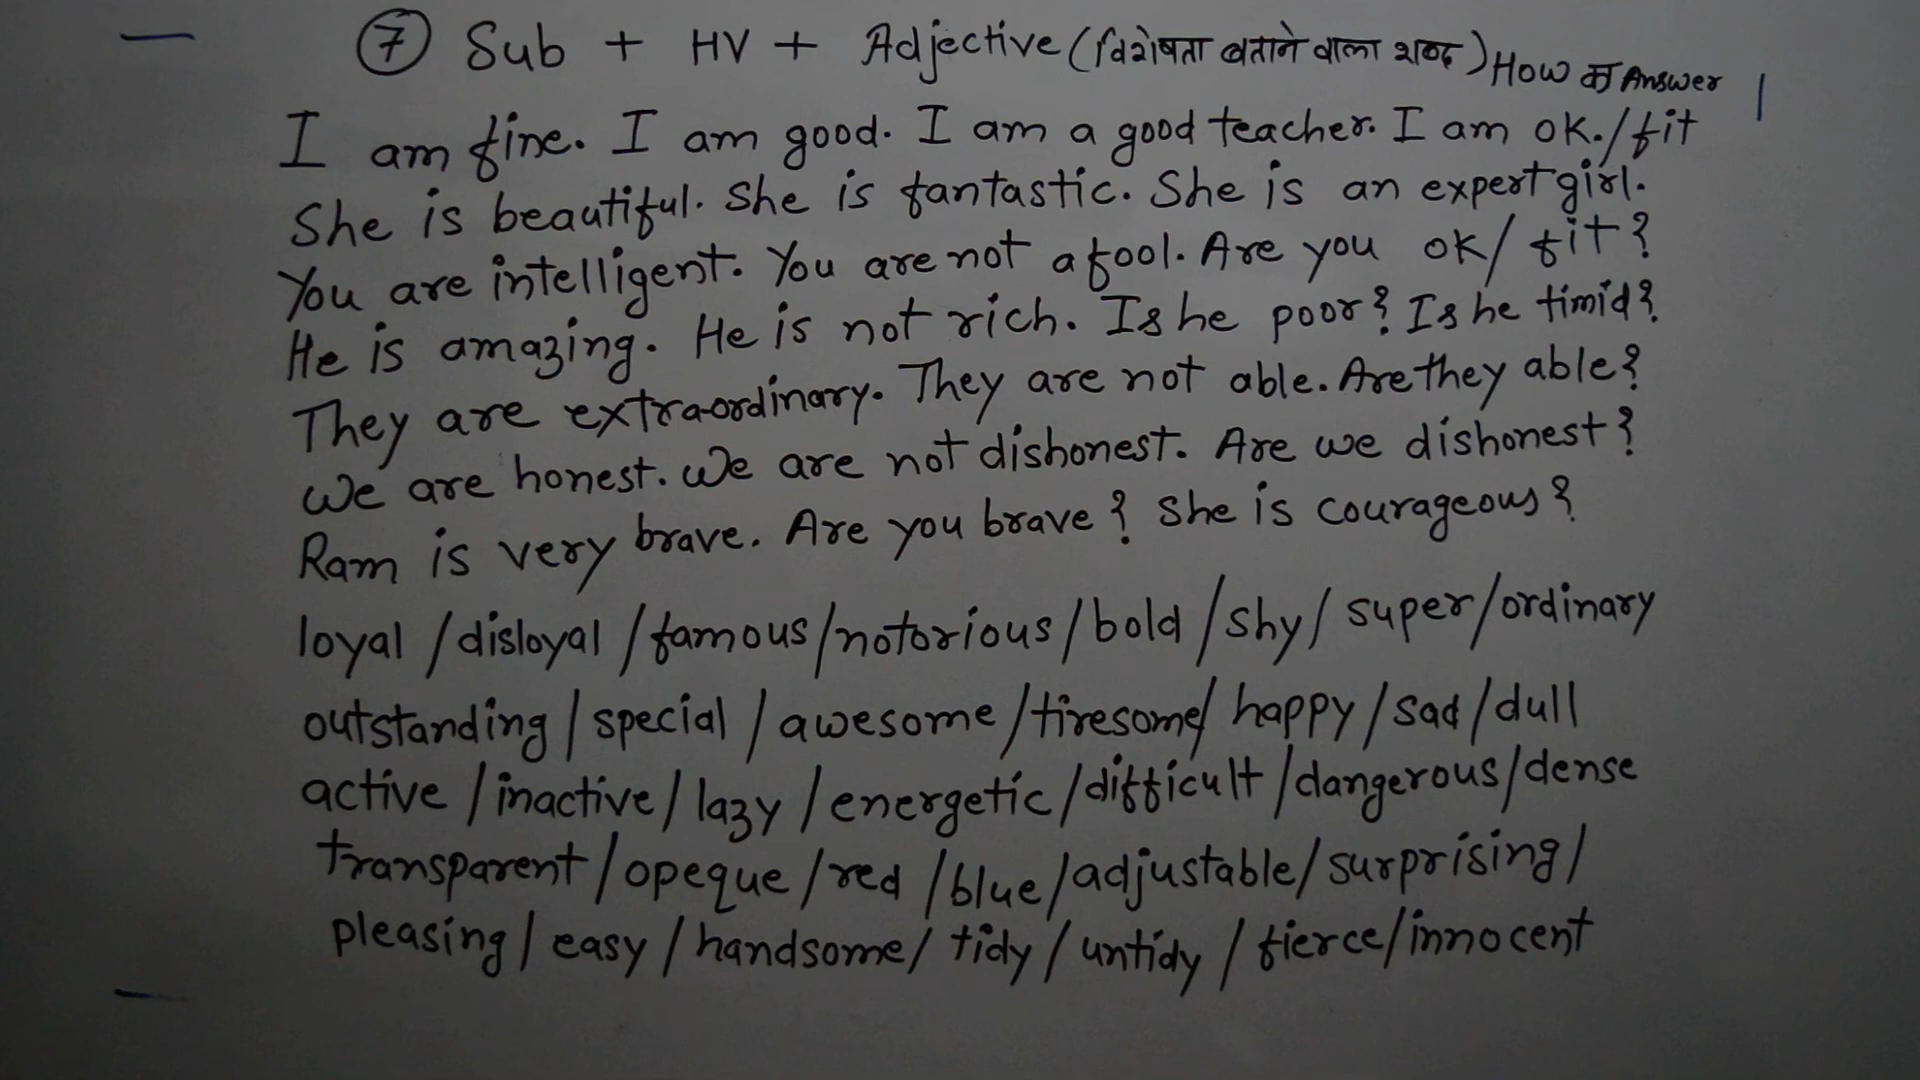 ⑦ Sub + HV + Adjective (विशेषता बताने वाला शब्द) How का Answer
I am fine. I am good. I am a good teacher. I am ok./fit
She is beautiful. She is fantastic. She is an expert girl.
You are intelligent. You are not a fool. Are you ok/ fit?
He is amazing. He is not rich. Is he poor? Is he timid?
They are extra-ordinary. They are not able. Are they able?
We are honest. We are not dishonest. Are we dishonest?
Ram is very brave. Are you brave? She is courageous?
loyal /disloyal /famous/notorious/bold /shy/ super/ordinary
outstanding / special / awesome /tiresome/ happy /sad /dull
active /inactive/ lazy /energetic /difficult /dangerous/dense
transparent/opeque /red /blue/adjustable/surprising/
pleasing/ easy /handsome/ tidy / untidy / fierce/innocent